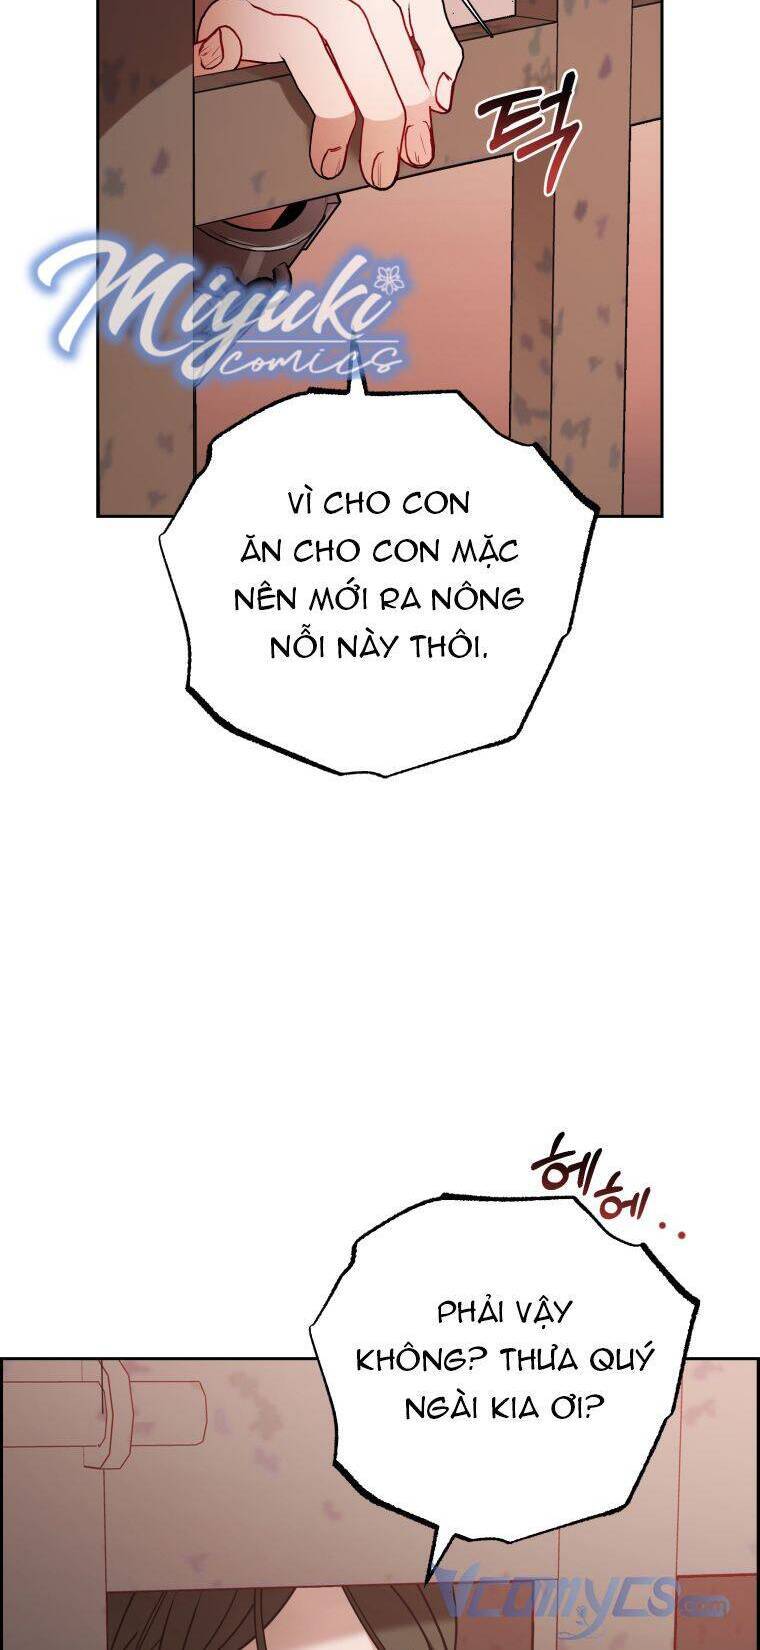 턱
Miyuki
comics
VÌ CHO CON
ĂN CHO CON MẶC
NÊN MỚI RA NÔNG
NỖI NÀY THÔI.
헤헤..
PHẢI VẬY
KHÔNG? THƯA QUÝ
NGÀI KIA ƠI?
VCOMYCS.COM